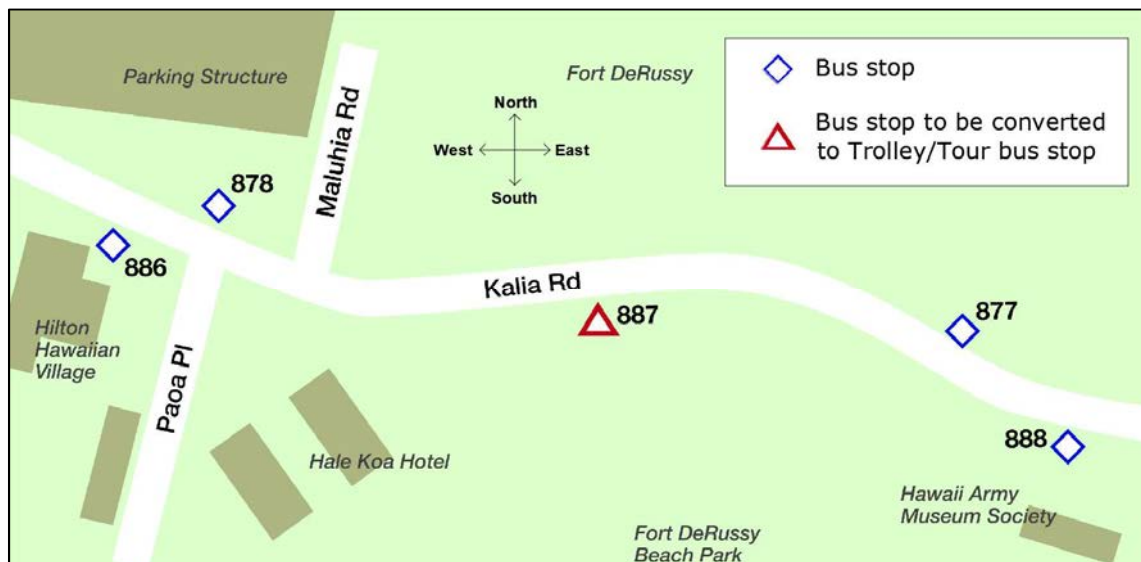 Parking Structure
Maluhia Rd
Fort DeRussy
North
West
East
South
Bus stop
Bus stop to be converted
to Trolley/Tour bus stop
878
886
Kalia Rd
887
877
Hilton
Hawaiian
Village
Paoa Pl
Hale Koa Hotel
888
Hawaii Army
Museum Society
Fort DeRussy
Beach Park